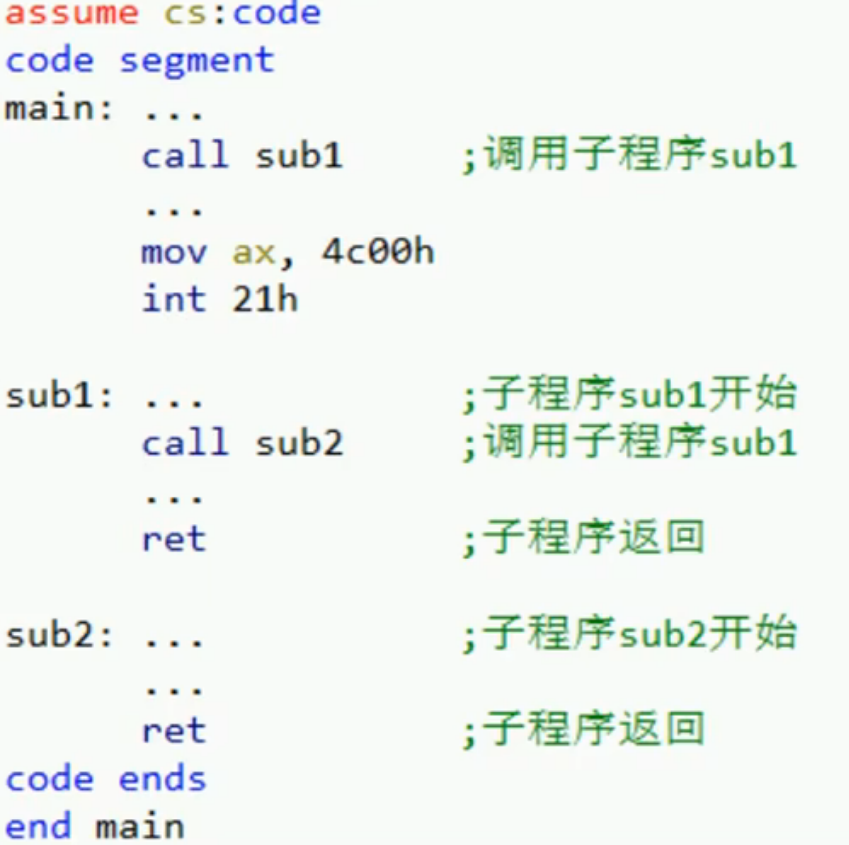 assume cs:code
code segment
main: ...
call sub1 ;调用子程序sub1
...
mov ax, 4c00h
int 21h
sub1: ... ;子程序sub1开始
call sub2 ;调用子程序sub1
...
ret ;子程序返回
sub2: ... ;子程序sub2开始
...
ret ;子程序返回
code ends
end main